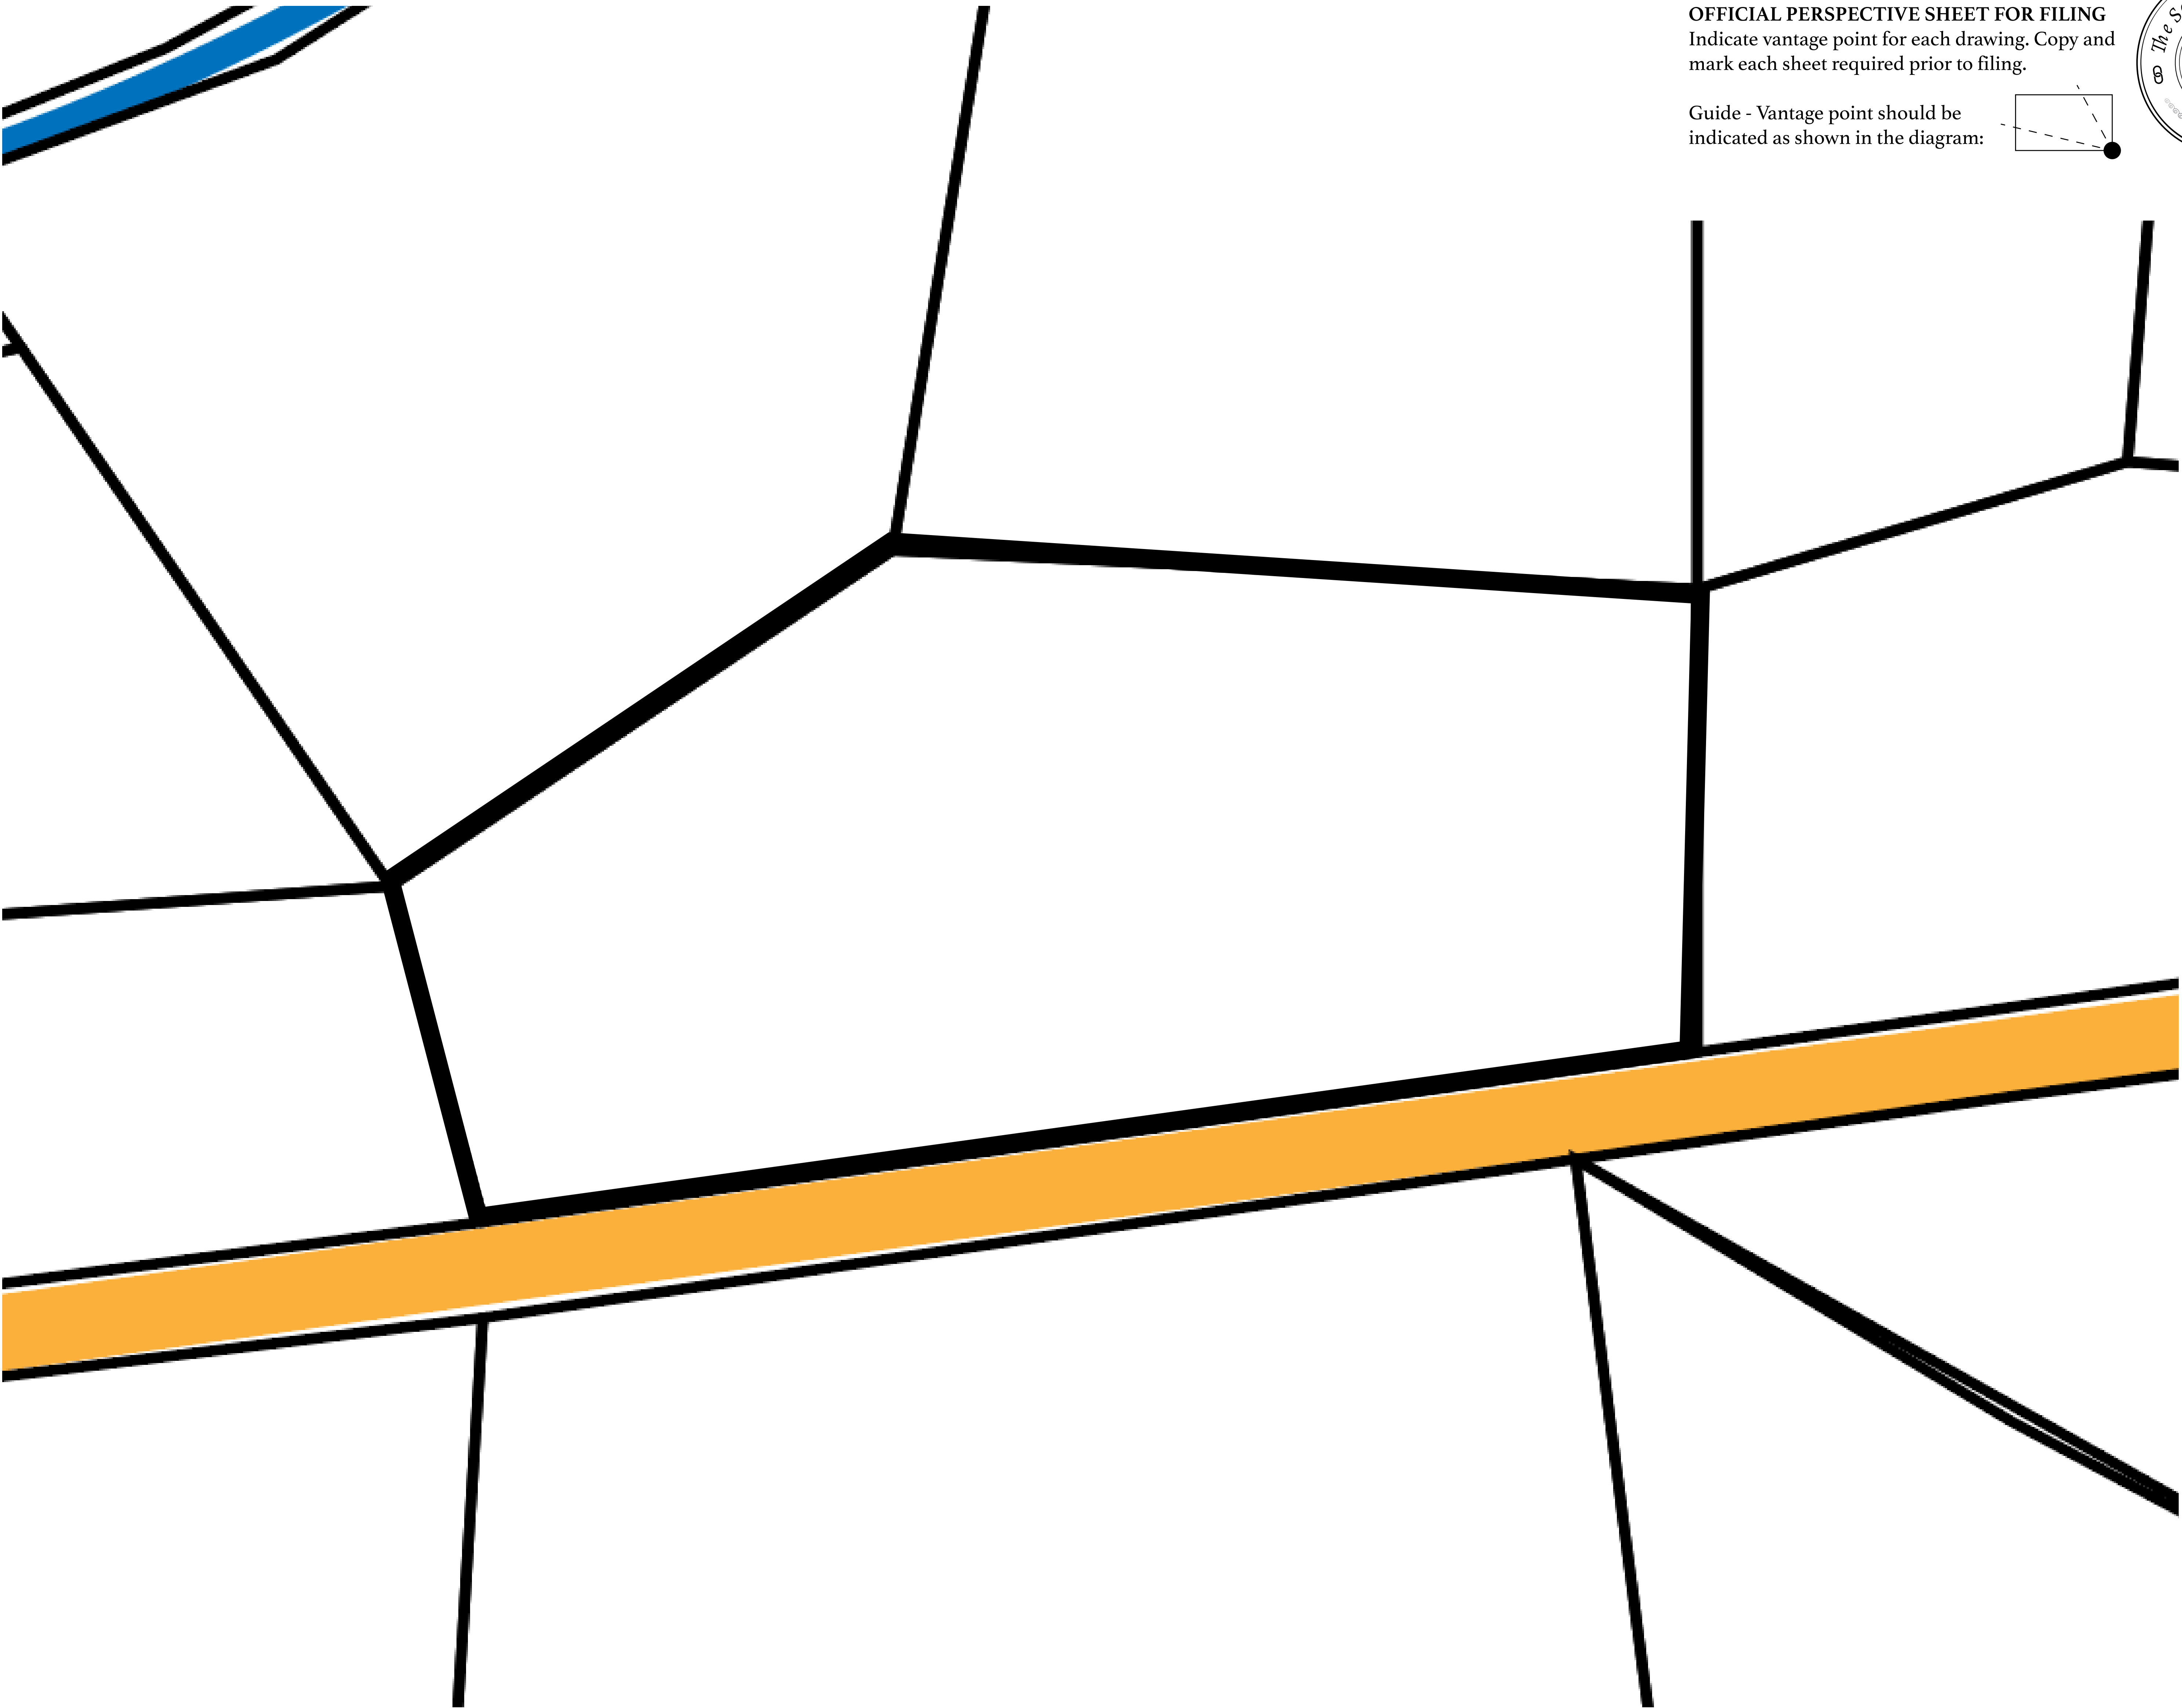 OFFICIAL PERSPECTIVE SHEET FOR FILING
Indicate vantage point for each drawing. Copy and
mark each sheet required prior to filing.
Guide - Vantage point should be
indicated as shown in the diagram:
The